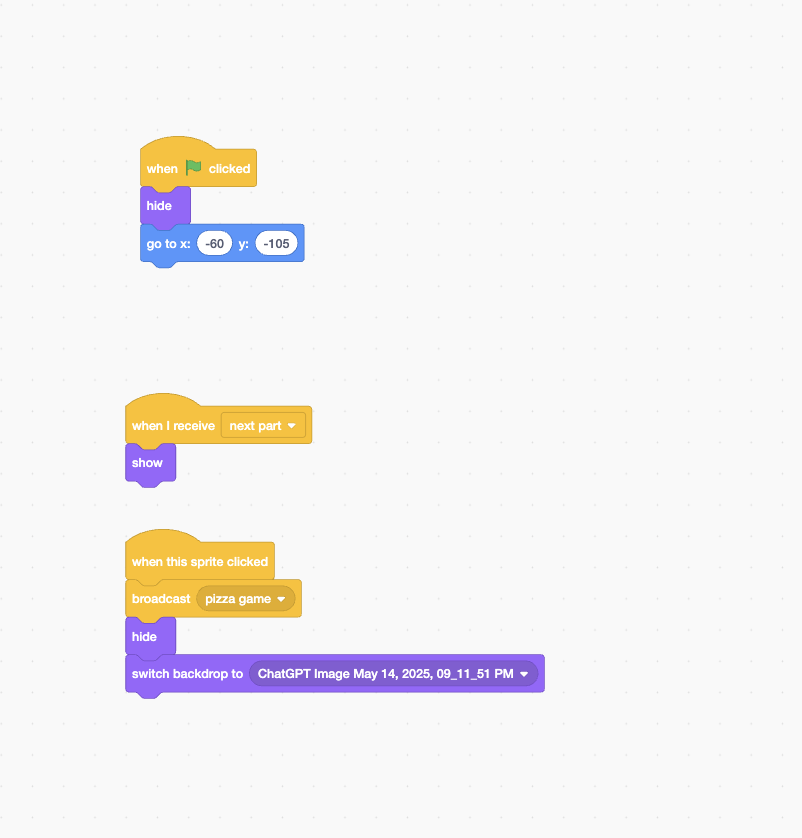 when clicked
hide
go to x: -60 y: -105
when I receive next part
show
when this sprite clicked
broadcast pizza game
hide
switch backdrop to ChatGPT Image May 14, 2025, 09_11_51 PM